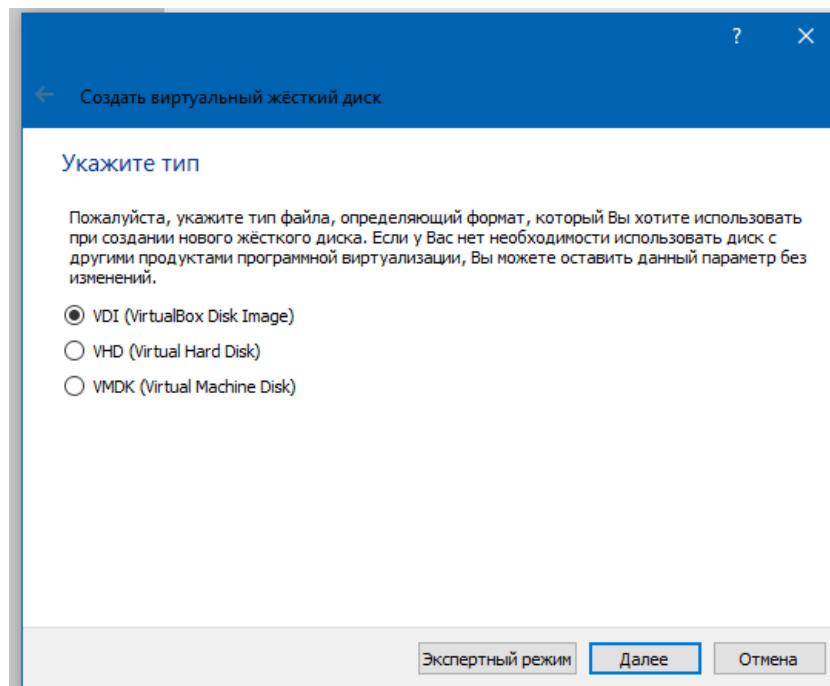 ?
Создать виртуальный жёсткий диск
Укажите тип
Пожалуйста, укажите тип файла, определяющий формат, который Вы хотите использовать
при создании нового жёсткого диска. Если у Вас нет необходимости использовать диск с
другими продуктами программной виртуализации, Вы можете оставить данный параметр без
изменений.
VDI (VirtualBox Disk Image)
VHD (Virtual Hard Disk)
VMDK (Virtual Machine Disk)
Экспертный режим Далее Отмена